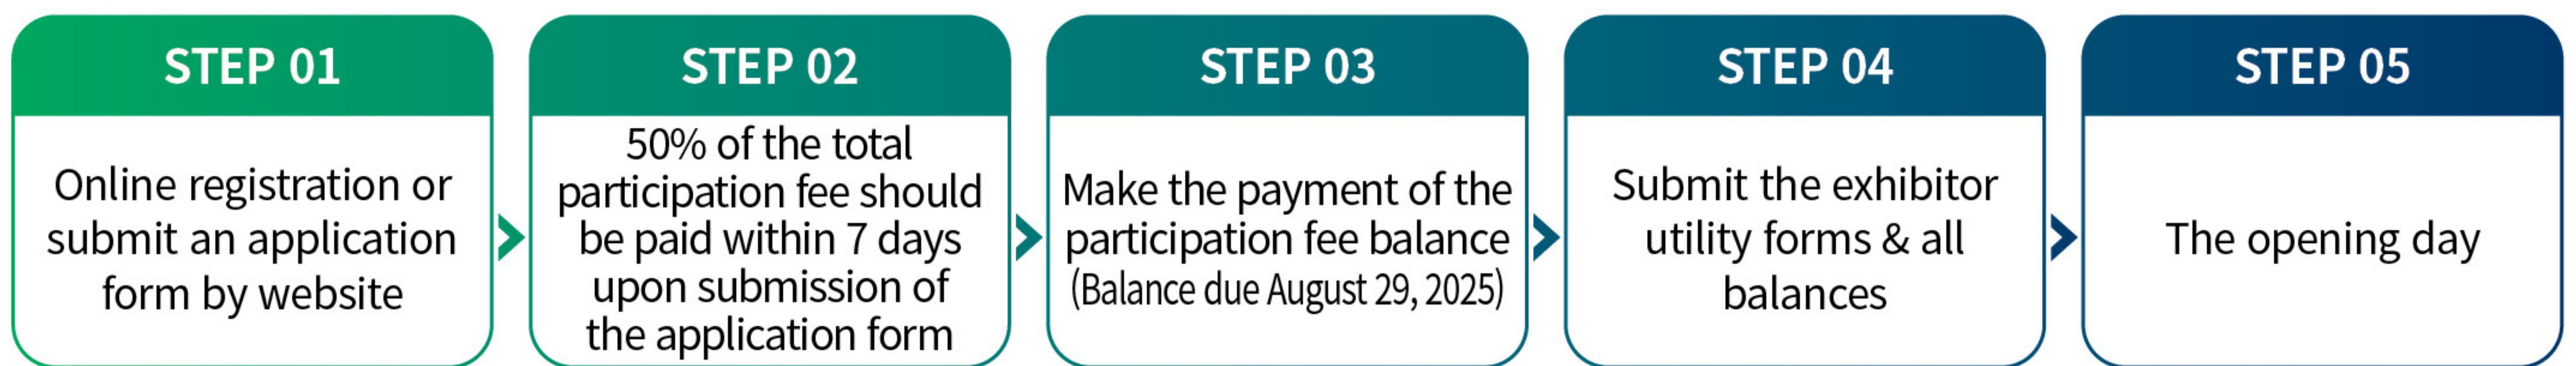 STEP 01
Online registration or
submit an application
form by website
STEP 02
50% of the total
participation fee should
be paid within 7 days
upon submission of
the application form
STEP 03
Make the payment of the
participation fee balance
(Balance due August 29, 2025)
STEP 04
Submit the exhibitor
utility forms & all
balances
STEP 05
The opening day